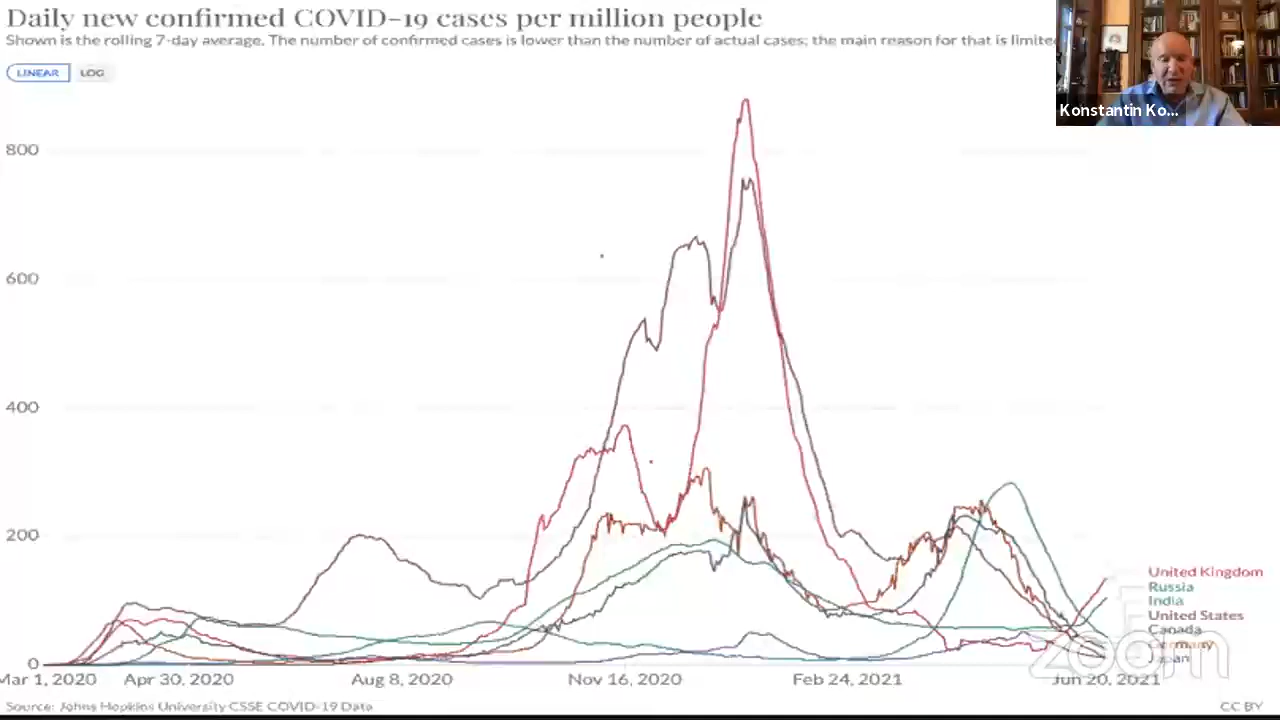 Daily new confirmed COVID-19 cases per million people
Shown is the rolling 7-day average. The number of confirmed cases is lower than the number of actual cases; the main reason for that is limite
LINEAR LOG
Konstantin Ko...
800
600
400
200
0
United Kingdom
Russia
India
United States
Canada
Germany
Japan
zoom
Mar 1, 2020 Apr 30, 2020 Aug 8, 2020 Nov 16, 2020 Feb 24, 2021 Jun 20, 2021
Source: Johns Hopkins University CSSE COVID-19 Data CC BY